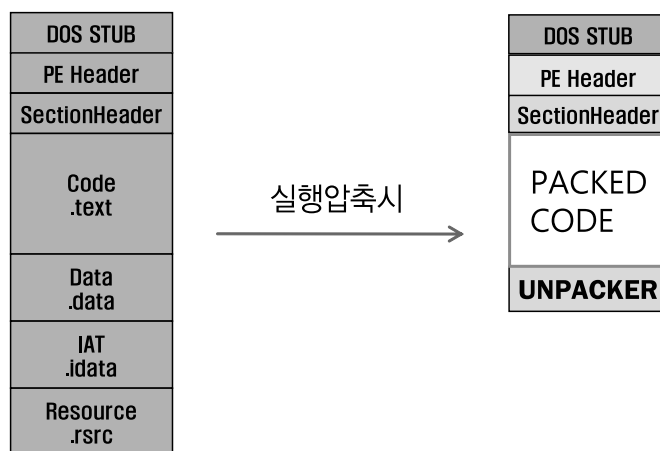 DOS STUB
PE Header
SectionHeader
Code
.text
Data
.data
IAT
.idata
Resource
.rsrc
실행압축시
DOS STUB
PE Header
SectionHeader
PACKED
CODE
UNPACKER